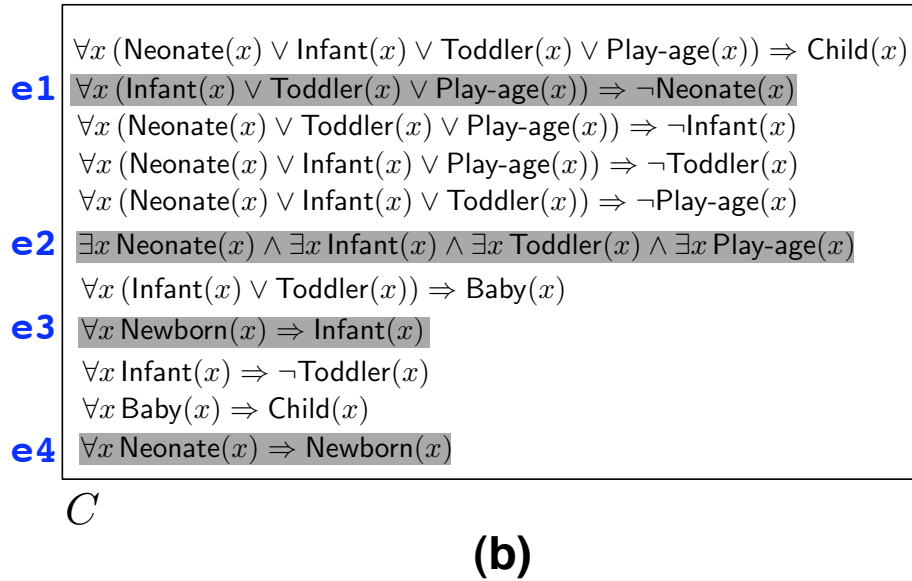 ∀x (Neonate(x) ∨ Infant(x) ∨ Toddler(x) ∨ Play-age(x)) ⇒ Child(x)
e1 ∀x (Infant(x) ∨ Toddler(x) ∨ Play-age(x)) ⇒ ¬Neonate(x)
∀x (Neonate(x) ∨ Toddler(x) ∨ Play-age(x)) ⇒ ¬Infant(x)
∀x (Neonate(x) ∨ Infant(x) ∨ Play-age(x)) ⇒ ¬Toddler(x)
∀x (Neonate(x) ∨ Infant(x) ∨ Toddler(x)) ⇒ ¬Play-age(x)
e2 ∃x Neonate(x) ∧ ∃x Infant(x) ∧ ∃x Toddler(x) ∧ ∃x Play-age(x)
∀x (Infant(x) ∨ Toddler(x)) ⇒ Baby(x)
e3 ∀x Newborn(x) ⇒ Infant(x)
∀x Infant(x) ⇒ ¬Toddler(x)
∀x Baby(x) ⇒ Child(x)
e4 ∀x Neonate(x) ⇒ Newborn(x)
C
(b)